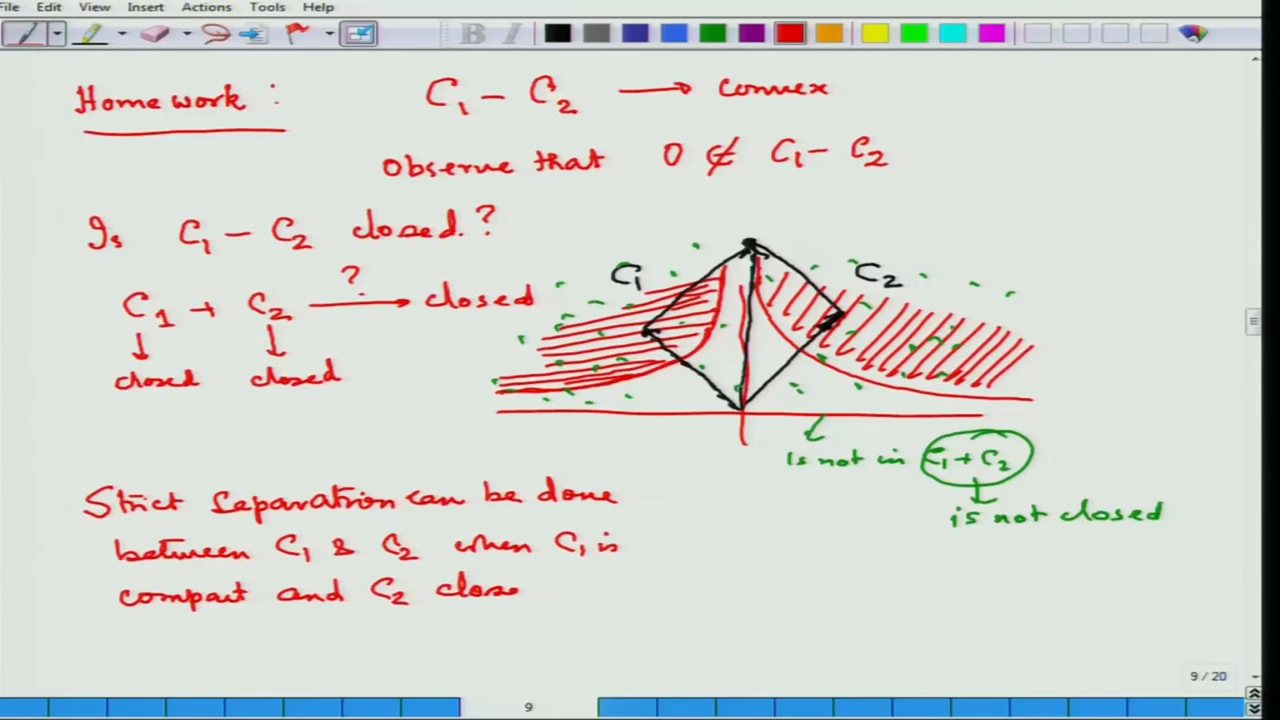 File Edit View Insert Actions Tools Help
Homework : C₁ - C₂ → convex
Observe that 0 ∉ C₁ - C₂
Is C₁ - C₂ closed ?
C₁ + C₂ →? closed
↓ ↓
closed closed
C₁ C₂
↓
is not in C₁ + C₂
↓
is not closed
Strict Separation can be done
between C₁ & C₂ when C₁ is
compact and C₂ close
9 / 20
9